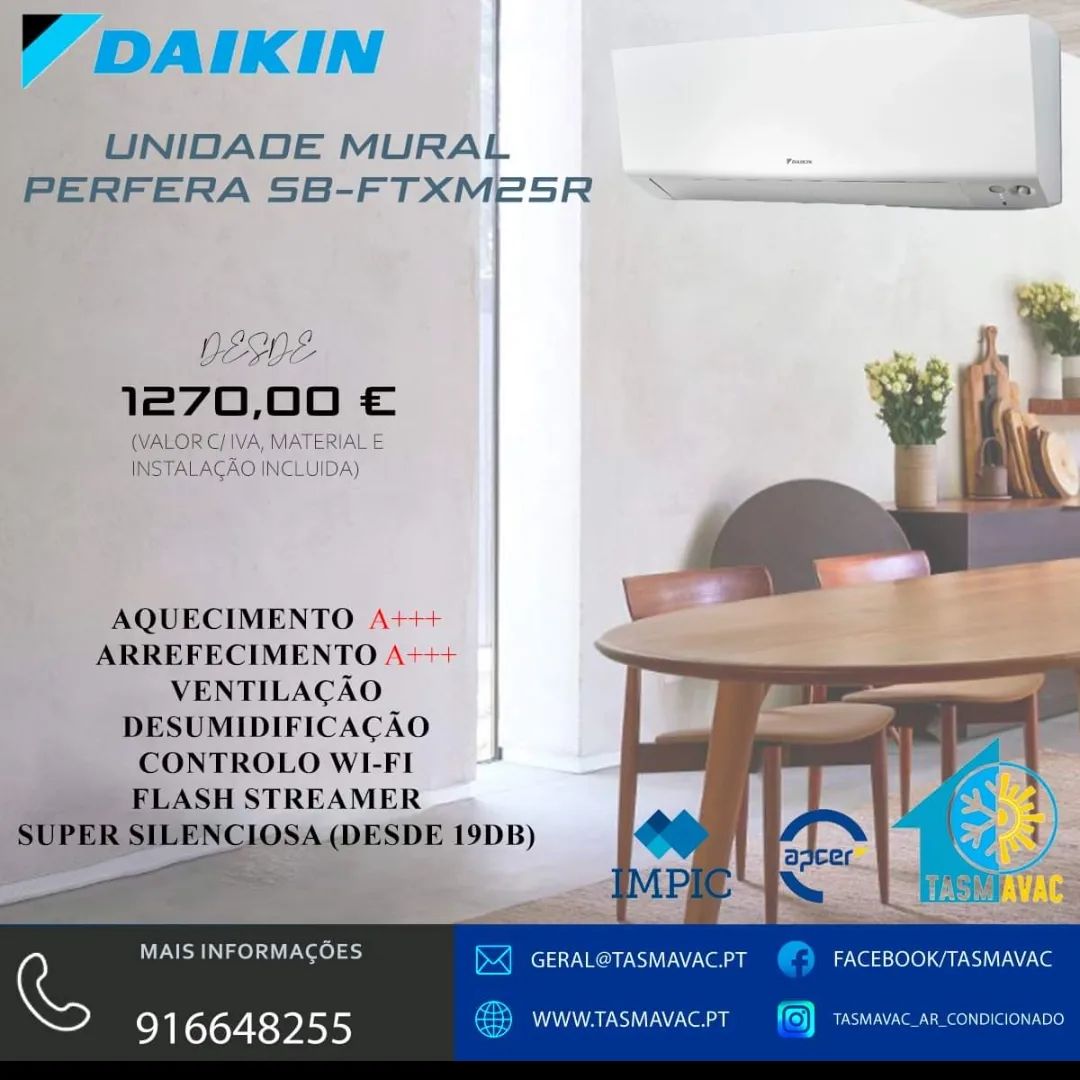 DAIKIN
UNIDADE MURAL
PERFERA SB-FTXM25R
DAIKIN
DESDE
1270,00 €
(VALOR C/ IVA, MATERIAL E
INSTALAÇÃO INCLUIDA)
AQUECIMENTO A+++
ARREFECIMENTO A+++
VENTILAÇÃO
DESUMIDIFICAÇÃO
CONTROLO WI-FI
FLASH STREAMER
SUPER SILENCIOSA (DESDE 19DB)
IMPIC
apcer
TASMAVAC
MAIS INFORMAÇÕES
916648255
GERAL@TASMAVAC.PT
WWW.TASMAVAC.PT
FACEBOOK/TASMAVAC
TASMAVAC_AR_CONDICIONADO